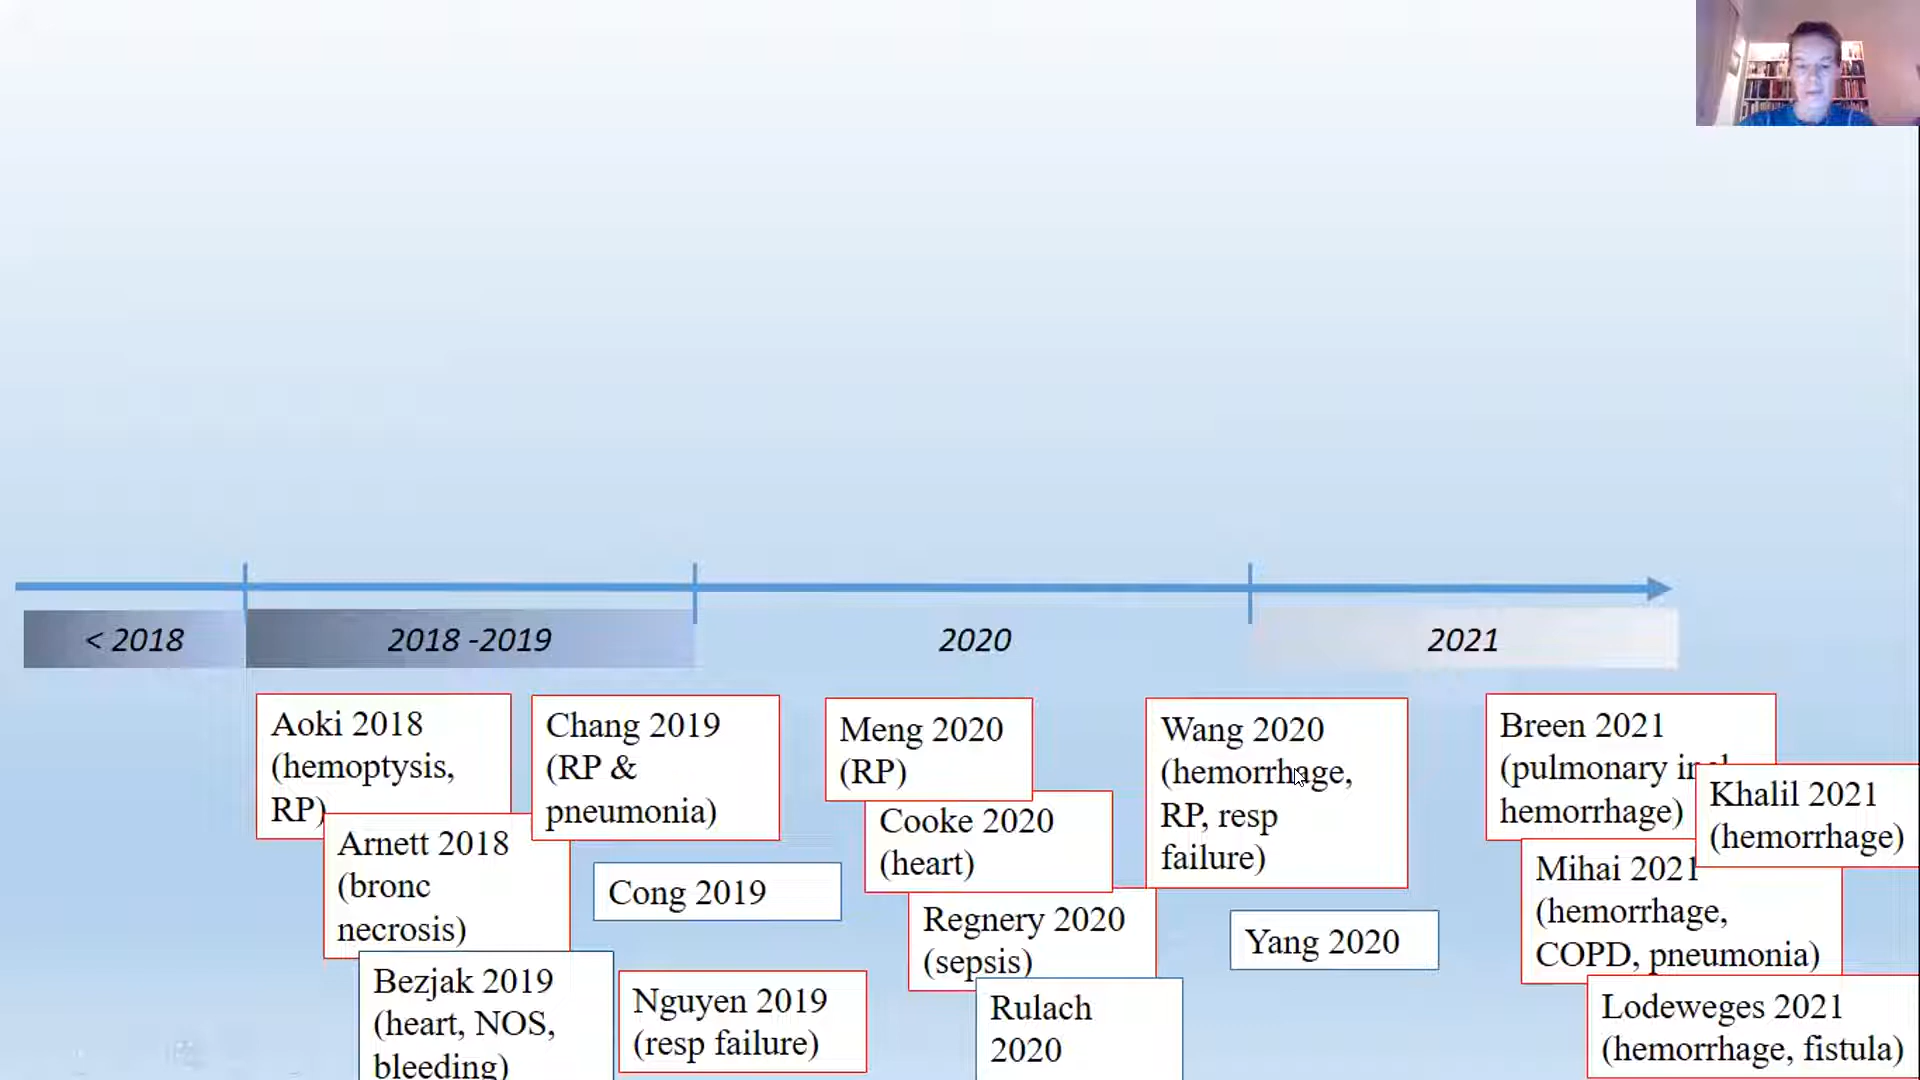 < 2018
2018 -2019
2020
2021
Aoki 2018
(hemoptysis,
RP)
Arnett 2018
(bronc
necrosis)
Bezjak 2019
(heart, NOS,
bleeding)
Chang 2019
(RP &
pneumonia)
Cong 2019
Nguyen 2019
(resp failure)
Meng 2020
(RP)
Cooke 2020
(heart)
Regnery 2020
(sepsis)
Rulach
2020
Wang 2020
(hemorrhage,
RP, resp
failure)
Yang 2020
Breen 2021
(pulmonary incl
hemorrhage)
Khalil 2021
(hemorrhage)
Mihai 2021
(hemorrhage,
COPD, pneumonia)
Lodeweges 2021
(hemorrhage, fistula)